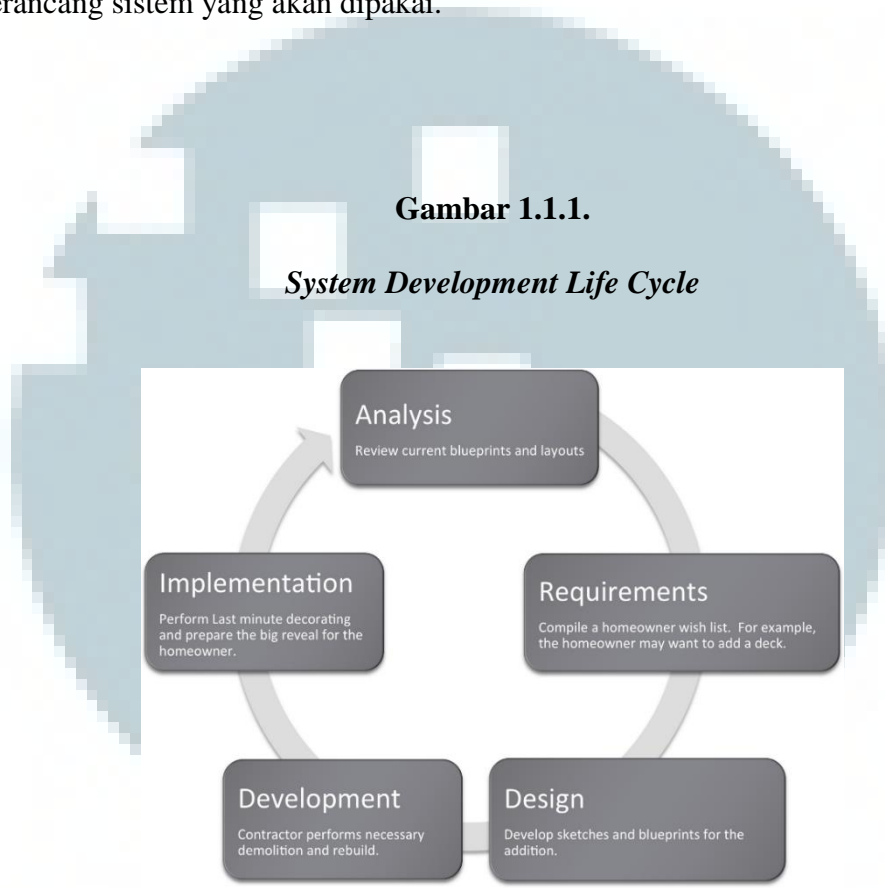 sistem yang akan dipakai.
Gambar 1.1.1.
System Development Life Cycle
Analysis
Review current blueprints and layouts
Requirements
Compile a homeowner wish list. For example,
the homeowner may want to add a deck.
Design
Develop sketches and blueprints for the
addition.
Development
Contractor performs necessary
demolition and rebuild.
Implementation
Perform Last minute decorating
and prepare the big reveal for the
homeowner.